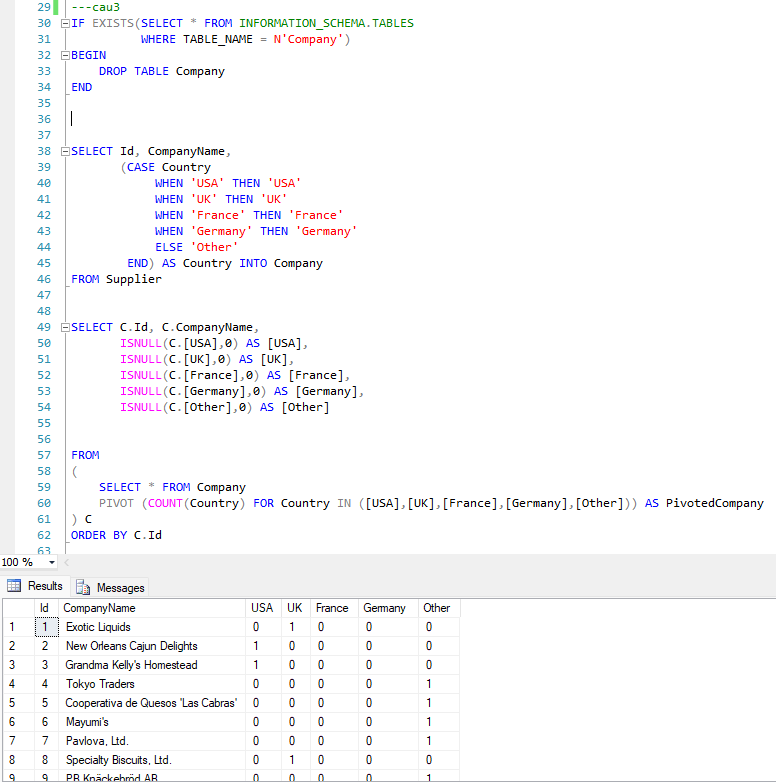 29 ---cau3
30 IF EXISTS(SELECT * FROM INFORMATION_SCHEMA.TABLES
31 WHERE TABLE_NAME = N'Company')
32 BEGIN
33 DROP TABLE Company
34 END
35
36
37
38 SELECT Id, CompanyName,
39 (CASE Country
40 WHEN 'USA' THEN 'USA'
41 WHEN 'UK' THEN 'UK'
42 WHEN 'France' THEN 'France'
43 WHEN 'Germany' THEN 'Germany'
44 ELSE 'Other'
45 END) AS Country INTO Company
46 FROM Supplier
47
48
49 SELECT C.Id, C.CompanyName,
50 ISNULL(C.[USA],0) AS [USA],
51 ISNULL(C.[UK],0) AS [UK],
52 ISNULL(C.[France],0) AS [France],
53 ISNULL(C.[Germany],0) AS [Germany],
54 ISNULL(C.[Other],0) AS [Other]
55
56
57 FROM
58 (
59 SELECT * FROM Company
60 PIVOT (COUNT(Country) FOR Country IN ([USA],[UK],[France],[Germany],[Other])) AS PivotedCompany
61 ) C
62 ORDER BY C.Id
63
100 %
Results Messages
Id CompanyName USA UK France Germany Other
1 1 Exotic Liquids 0 1 0 0 0
2 2 New Orleans Cajun Delights 1 0 0 0 0
3 3 Grandma Kelly's Homestead 1 0 0 0 0
4 4 Tokyo Traders 0 0 0 0 1
5 5 Cooperativa de Quesos 'Las Cabras' 0 0 0 0 1
6 6 Mayumi's 0 0 0 0 1
7 7 Pavlova, Ltd. 0 0 0 0 1
8 8 Specialty Biscuits, Ltd. 0 1 0 0 0
9 9 PB Knäckebröd AB 0 0 0 0 1